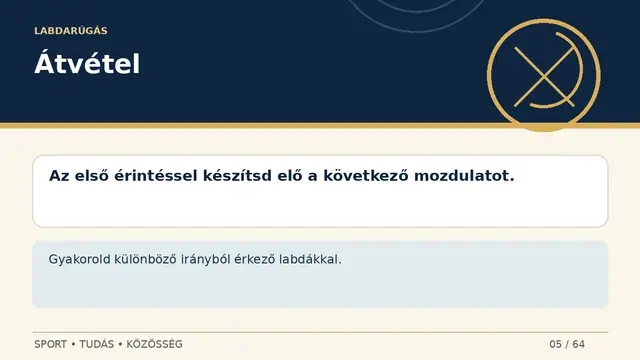 LABDARÚGÁS
Átvétel
Az első érintéssel készítsd elő a következő mozdulatot.
Gyakorold különböző irányból érkező labdákkal.
SPORT • TUDÁS • KÖZÖSSÉG
05 / 64